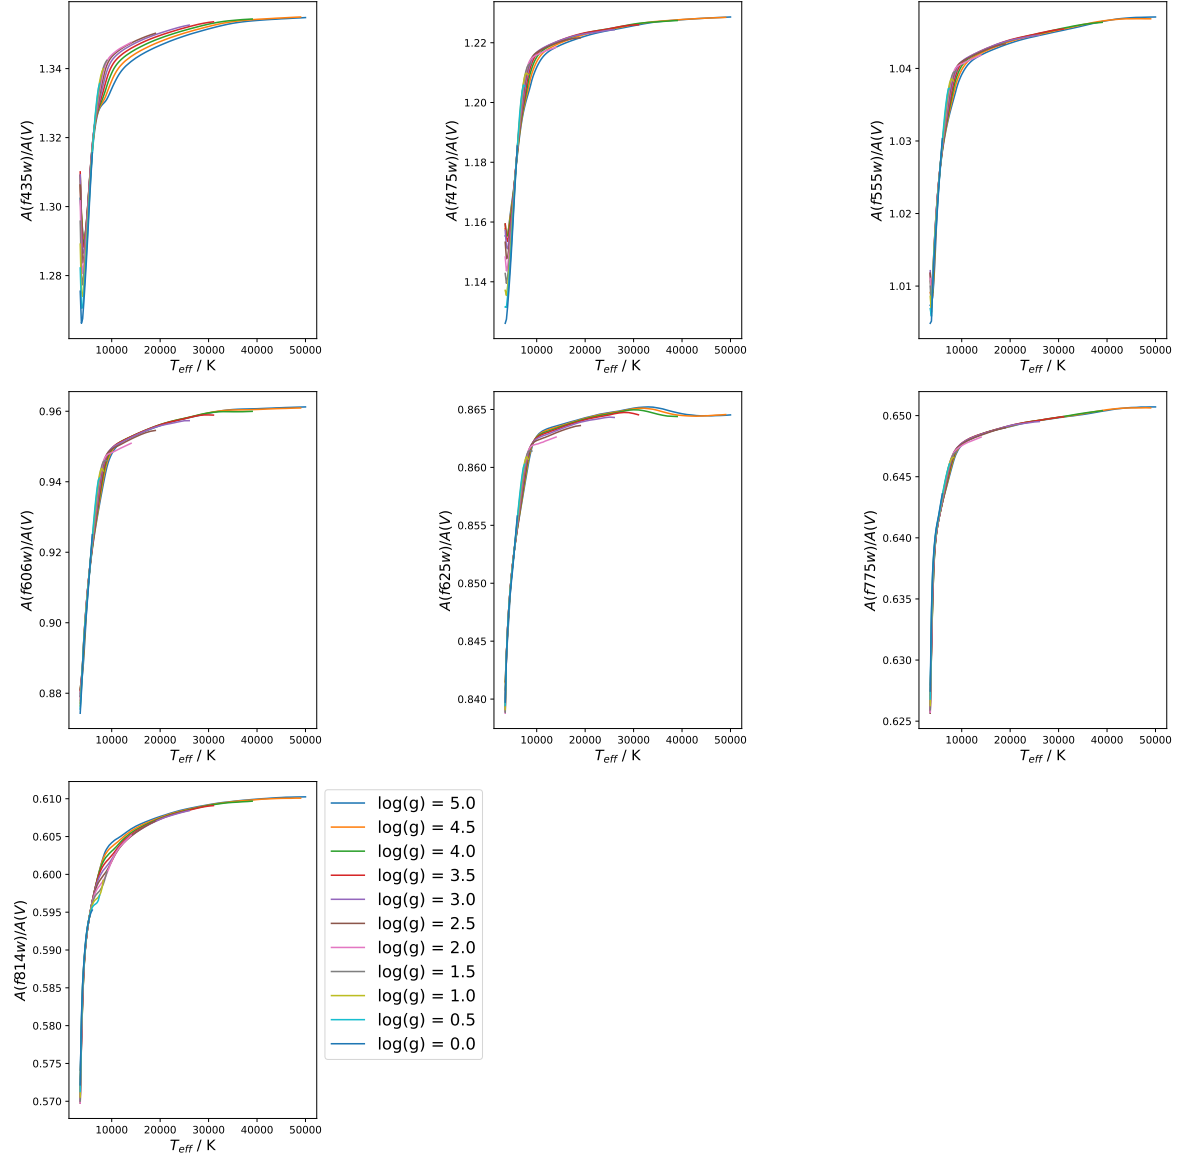 A(f435w)/A(V)
1.34
1.32
1.30
1.28
10000 20000 30000 40000 50000
T_eff / K
A(f475w)/A(V)
1.22
1.20
1.18
1.16
1.14
10000 20000 30000 40000 50000
T_eff / K
A(f555w)/A(V)
1.04
1.03
1.02
1.01
10000 20000 30000 40000 50000
T_eff / K
A(f606w)/A(V)
0.96
0.94
0.92
0.90
0.88
10000 20000 30000 40000 50000
T_eff / K
A(f625w)/A(V)
0.865
0.860
0.855
0.850
0.845
0.840
10000 20000 30000 40000 50000
T_eff / K
A(f775w)/A(V)
0.650
0.645
0.640
0.635
0.630
0.625
10000 20000 30000 40000 50000
T_eff / K
A(f814w)/A(V)
0.610
0.605
0.600
0.595
0.590
0.585
0.580
0.575
0.570
10000 20000 30000 40000 50000
T_eff / K
log(g) = 5.0
log(g) = 4.5
log(g) = 4.0
log(g) = 3.5
log(g) = 3.0
log(g) = 2.5
log(g) = 2.0
log(g) = 1.5
log(g) = 1.0
log(g) = 0.5
log(g) = 0.0